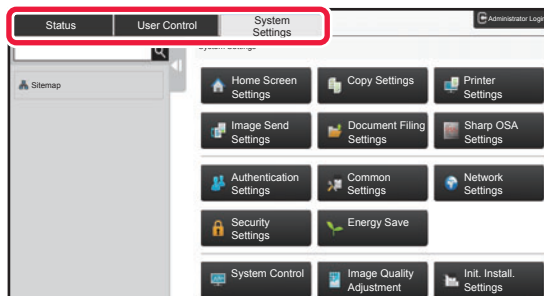 Status
User Control
System
Settings
Administrator Login
System Settings
Sitemap
Home Screen
Settings
Copy Settings
Printer
Settings
Image Send
Settings
Document Filing
Settings
Sharp OSA
Settings
Authentication
Settings
Common
Settings
Network
Settings
Security
Settings
Energy Save
System Control
Image Quality
Adjustment
Init. Install.
Settings